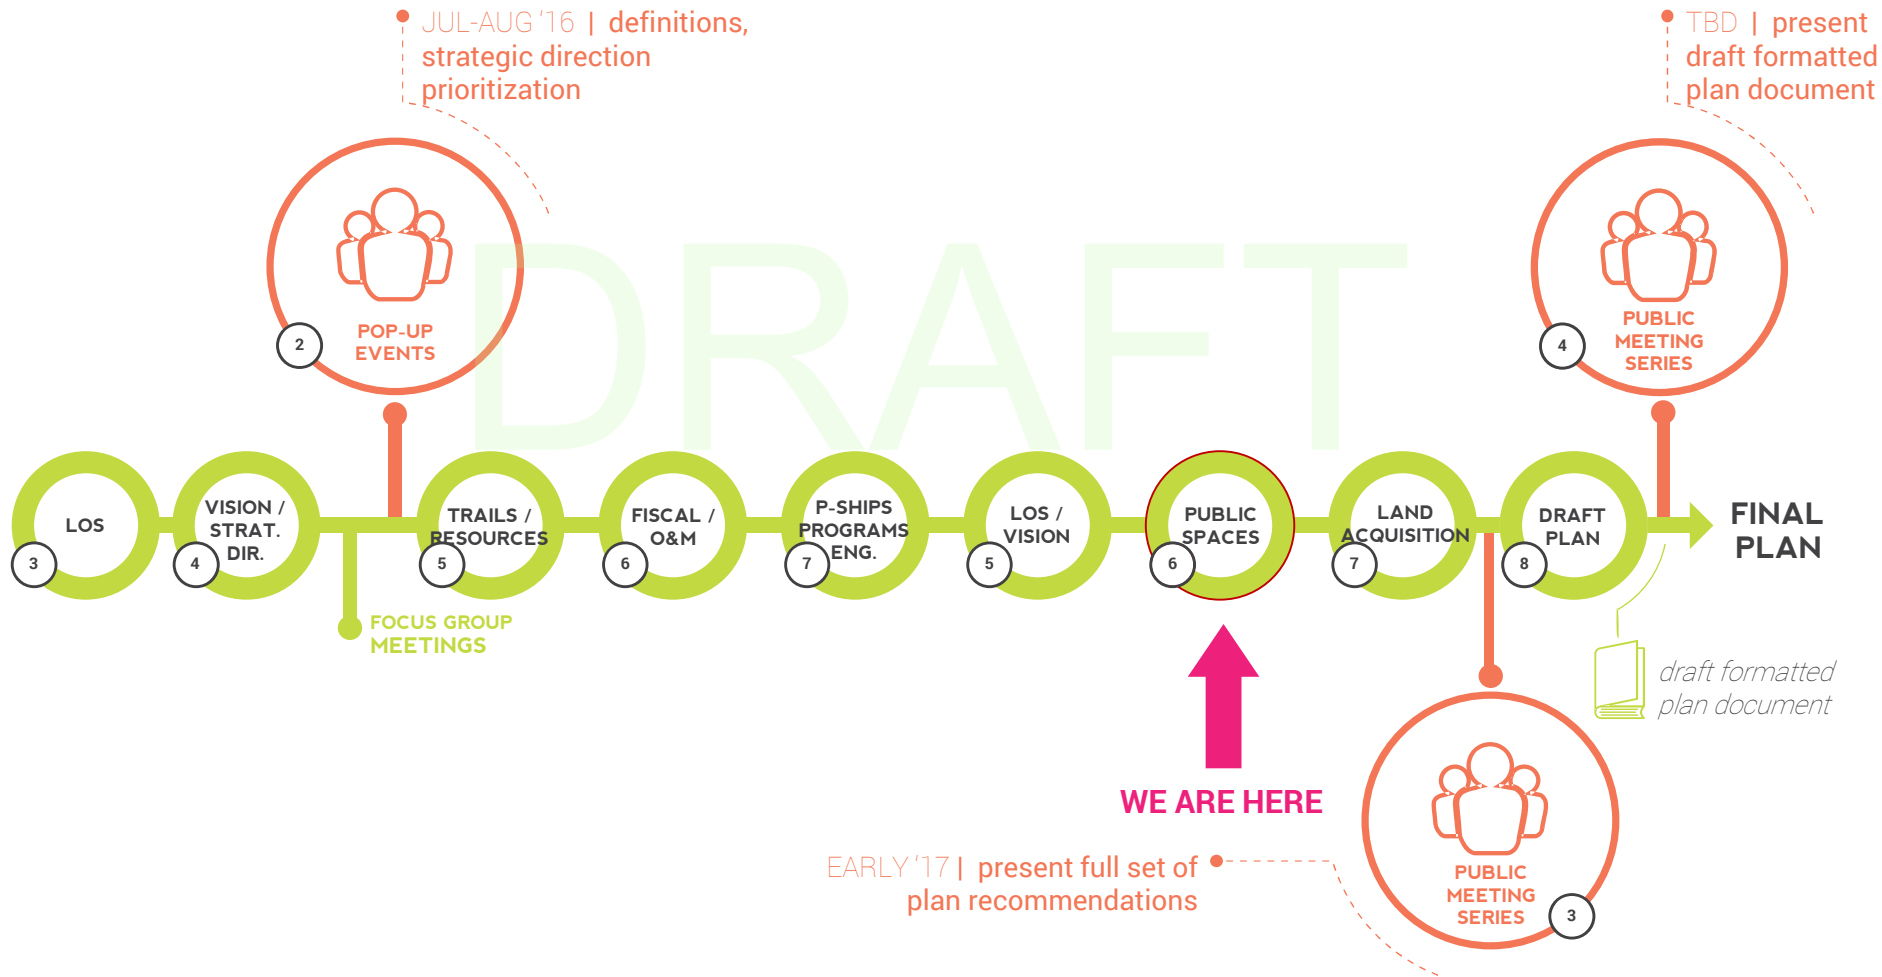 JUL-AUG '16 | definitions,
strategic direction
prioritization
TBD | present
draft formatted
plan document
POP-UP
EVENTS
2
PUBLIC
MEETING
SERIES
4
DRAFT
LOS
3
VISION /
STRAT.
DIR.
4
TRAILS /
RESOURCES
5
FISCAL /
O&M
6
P-SHIPS
PROGRAMS
ENG.
7
LOS /
VISION
5
PUBLIC
SPACES
6
LAND
ACQUISITION
7
DRAFT
PLAN
8
FINAL
PLAN
FOCUS GROUP
MEETINGS
draft formatted
plan document
WE ARE HERE
EARLY '17 | present full set of
plan recommendations
PUBLIC
MEETING
SERIES
3